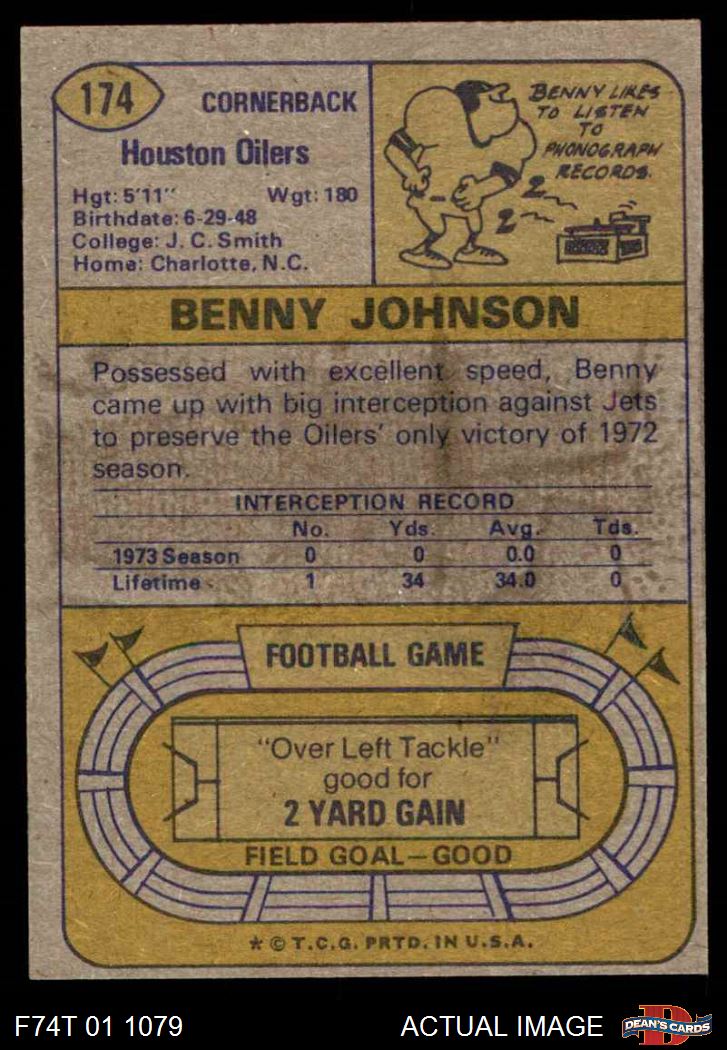 174
CORNERBACK
Houston Oilers
Hgt: 5'11" Wgt: 180
Birthdate: 6-29-48
College: J. C. Smith
Home: Charlotte, N.C.
BENNY LIKES
TO LISTEN
TO
PHONOGRAPH
RECORDS.
BENNY JOHNSON
Possessed with excellent speed, Benny
came up with big interception against Jets
to preserve the Oilers' only victory of 1972
season.
INTERCEPTION RECORD
No. Yds. Avg. Tds.
1973 Season 0 0 0.0 0
Lifetime 1 34 34.0 0
FOOTBALL GAME
"Over Left Tackle"
good for
2 YARD GAIN
FIELD GOAL—GOOD
* © T.C.G. PRTD. IN U.S.A.
F74T 01 1079 ACTUAL IMAGE
D
DEAN'S CARDS